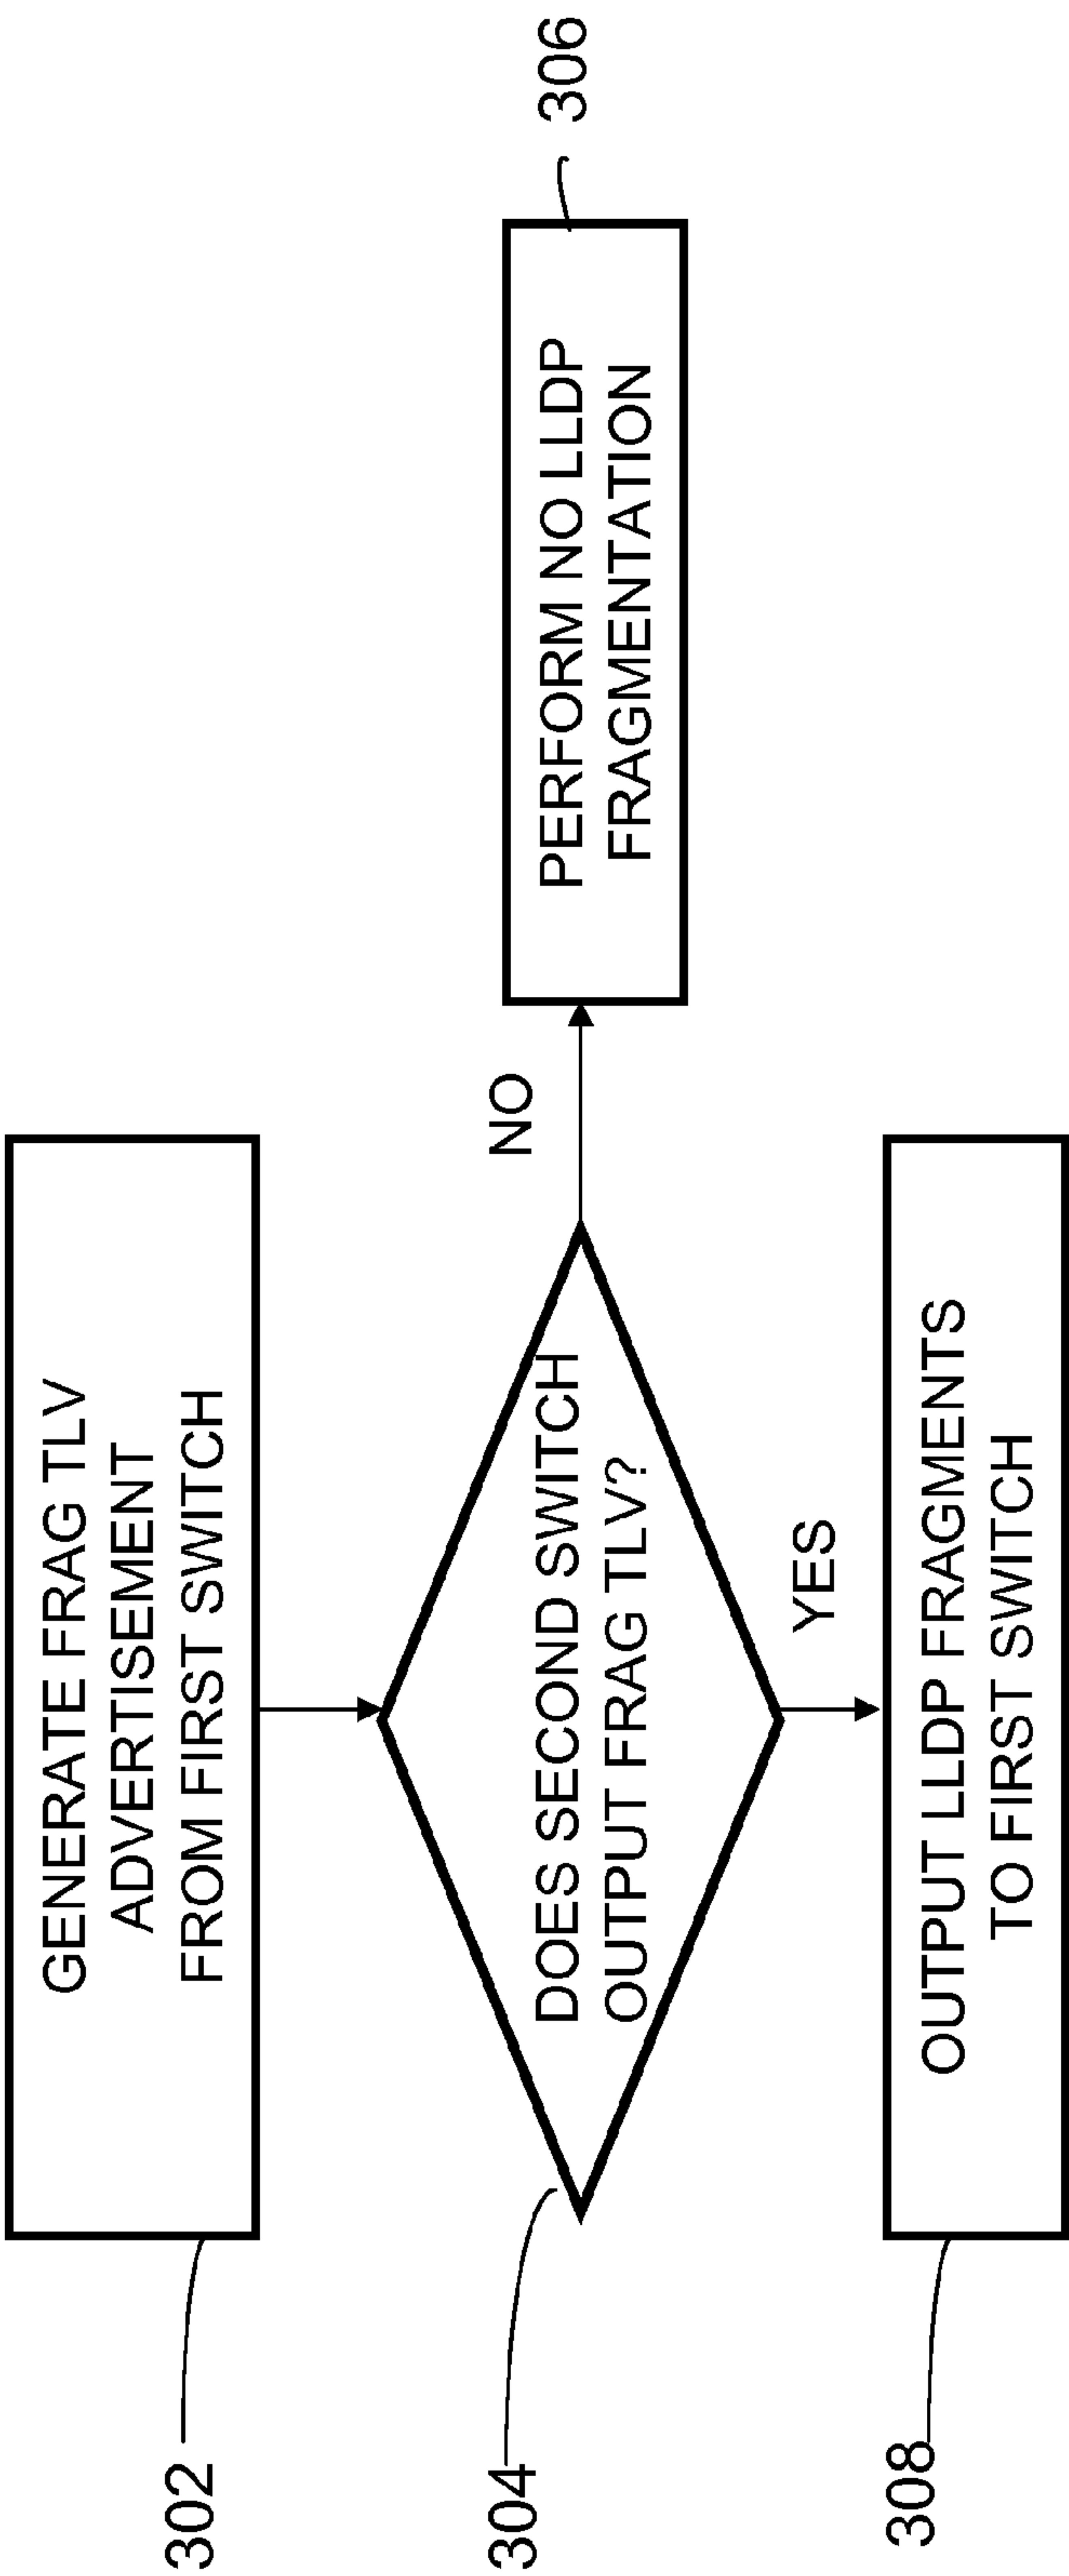 302
GENERATE FRAG TLV
ADVERTISEMENT
FROM FIRST SWITCH
304
DOES SECOND SWITCH
OUTPUT FRAG TLV?
NO
PERFORM NO LLDP
FRAGMENTATION
306
YES
308
OUTPUT LLDP FRAGMENTS
TO FIRST SWITCH